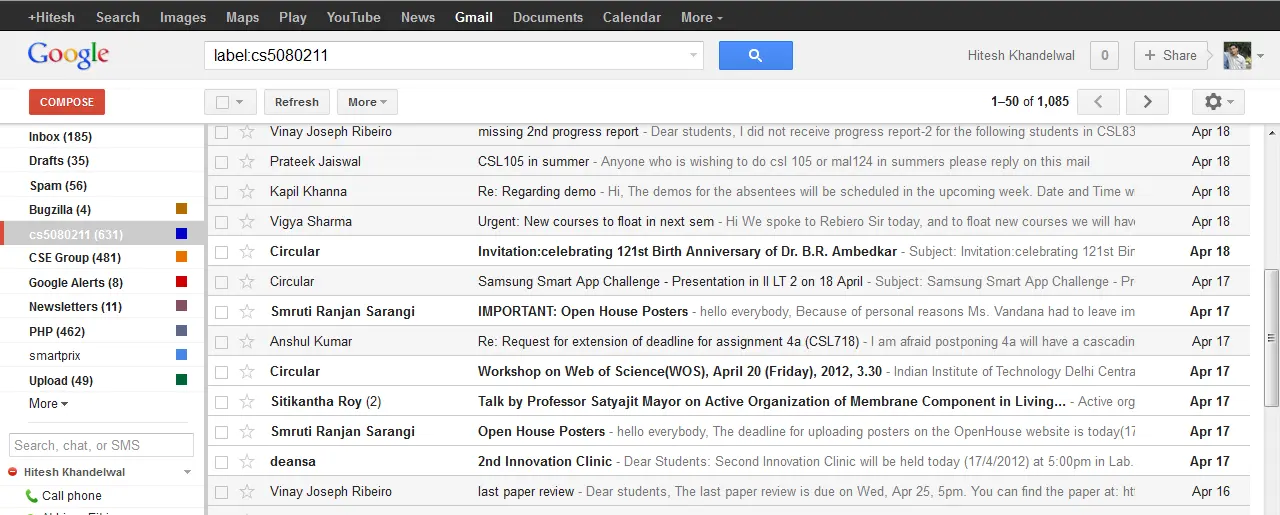 +Hitesh Search Images Maps Play YouTube News Gmail Documents Calendar More
Google label:cs5080211 Hitesh Khandelwal 0 + Share
COMPOSE Refresh More 1–50 of 1,085
Inbox (185)
Drafts (35)
Spam (56)
Bugzilla (4)
cs5080211 (631)
CSE Group (481)
Google Alerts (8)
Newsletters (11)
PHP (462)
smartprix
Upload (49)
More
Search, chat, or SMS
Hitesh Khandelwal
Call phone
Vinay Joseph Ribeiro missing 2nd progress report - Dear students, I did not receive progress report-2 for the following students in CSL83 Apr 18
Prateek Jaiswal CSL105 in summer - Anyone who is wishing to do csl 105 or mal124 in summers please reply on this mail Apr 18
Kapil Khanna Re: Regarding demo - Hi, The demos for the absentees will be scheduled in the upcoming week. Date and Time w Apr 18
Vigya Sharma Urgent: New courses to float in next sem - Hi We spoke to Rebiero Sir today, and to float new courses we will have Apr 18
Circular Invitation:celebrating 121st Birth Anniversary of Dr. B.R. Ambedkar - Subject: Invitation:celebrating 121st Bir Apr 18
Circular Samsung Smart App Challenge - Presentation in II LT 2 on 18 April - Subject: Samsung Smart App Challenge - Pr Apr 17
Smruti Ranjan Sarangi IMPORTANT: Open House Posters - hello everybody, Because of personal reasons Ms. Vandana had to leave im Apr 17
Anshul Kumar Re: Request for extension of deadline for assignment 4a (CSL718) - I am afraid postponing 4a will have a cascadin Apr 17
Circular Workshop on Web of Science(WOS), April 20 (Friday), 2012, 3.30 - Indian Institute of Technology Delhi Centra Apr 17
Sitikantha Roy (2) Talk by Professor Satyajit Mayor on Active Organization of Membrane Component in Living... - Active org Apr 17
Smruti Ranjan Sarangi Open House Posters - hello everybody, The deadline for uploading posters on the OpenHouse website is today(17 Apr 17
deansa 2nd Innovation Clinic - Dear Students: Second Innovation Clinic will be held today (17/4/2012) at 5:00pm in Lab. Apr 17
Vinay Joseph Ribeiro last paper review - Dear students, The last paper review is due on Wed, Apr 25, 5pm. You can find the paper at: ht Apr 16